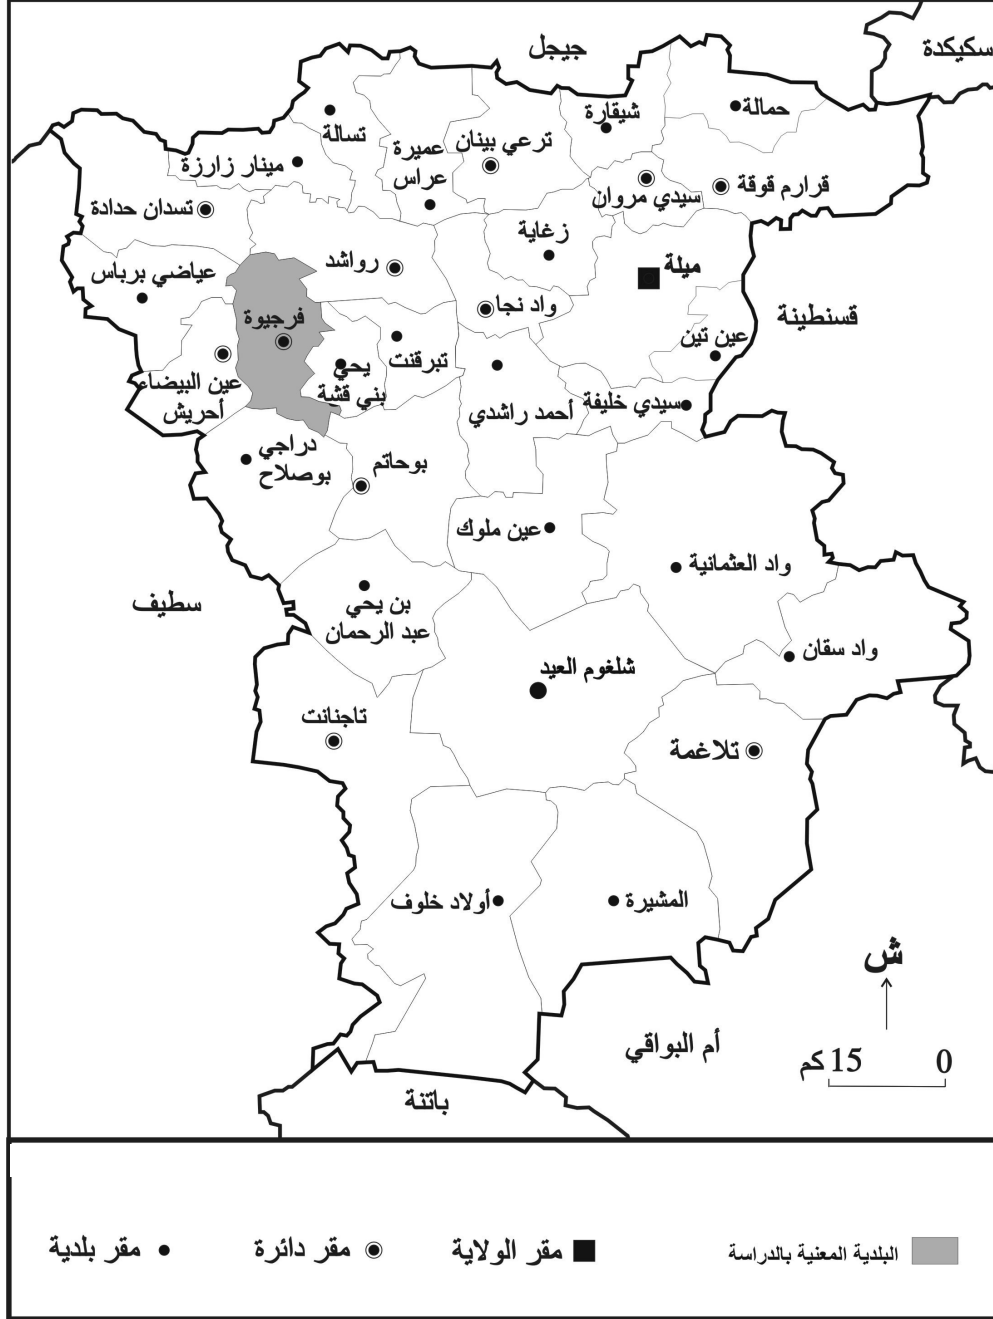 جيجل
سكيكدة
حمالة
شيقارة
تسالة
ترعي بينان
عميرة
عراس
مينار زارزة
قرارم قوقة
سيدي مروان
تسدان حدادة
زغاية
رواشد
ميلة
عياضي برباس
واد نجا
قسنطينة
فرجيوة
عين تين
تبرقنت
يحي
بني قشة
عين البيضاء
أحريش
أحمد راشدي
سيدي خليفة
دراجي
بوصلاح
بوحاتم
عين ملوك
واد العثمانية
سطيف
بن يحي
عبد الرحمان
واد سقان
شلغوم العيد
تاجنانت
تلاغمة
أولاد خلوف
المشيرة
ش
أم البواقي
0 15 كم
باتنة
البلدية المعنية بالدراسة
مقر الولاية
مقر دائرة
مقر بلدية